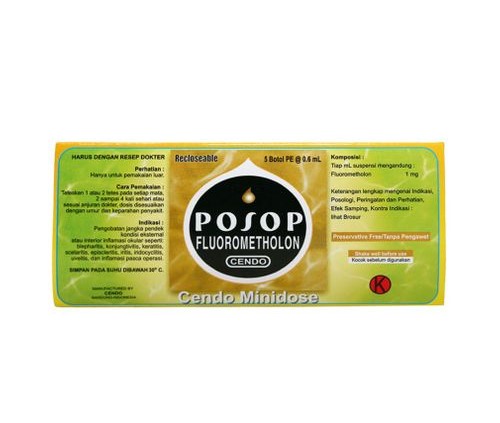 HARUS DENGAN RESEP DOKTER
Perhatian :
Hanya untuk pemakaian luar.
Cara Pemakaian :
Teteskan 1 atau 2 tetes pada setiap mata,
2 sampai 4 kali sehari atau
sesuai anjuran dokter, dosis disesuaikan
dengan umur dan keparahan penyakit.
Indikasi :
Pengobatan jangka pendek
kondisi eksternal
atau interior inflamasi okular seperti:
blepharitis, konjungtivitis, keratitis,
scleritis, episcleritis, iritis, iridocyclitis,
uveitis, dan inflamasi pasca operasi.
SIMPAN PADA SUHU DIBAWAH 30° C.
MANUFACTURED BY
CENDO
BANDUNG-INDONESIA
Recloseable
5 Botol PE @ 0.6 mL
POSOP
FLUOROMETHOLON
CENDO
Cendo Minidose
Komposisi :
Tiap mL suspensi mengandung :
Fluorometholon 1 mg
Keterangan lengkap mengenai Indikasi,
Posologi, Peringatan dan Perhatian,
Efek Samping, Kontra Indikasi :
lihat Brosur
Preservative Free/Tanpa Pengawet
Shake well before use
Kocok sebelum digunakan
K